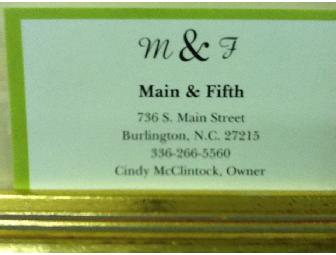 M & F
Main & Fifth
736 S. Main Street
Burlington, N.C. 27215
336-266-5560
Cindy McClintock, Owner